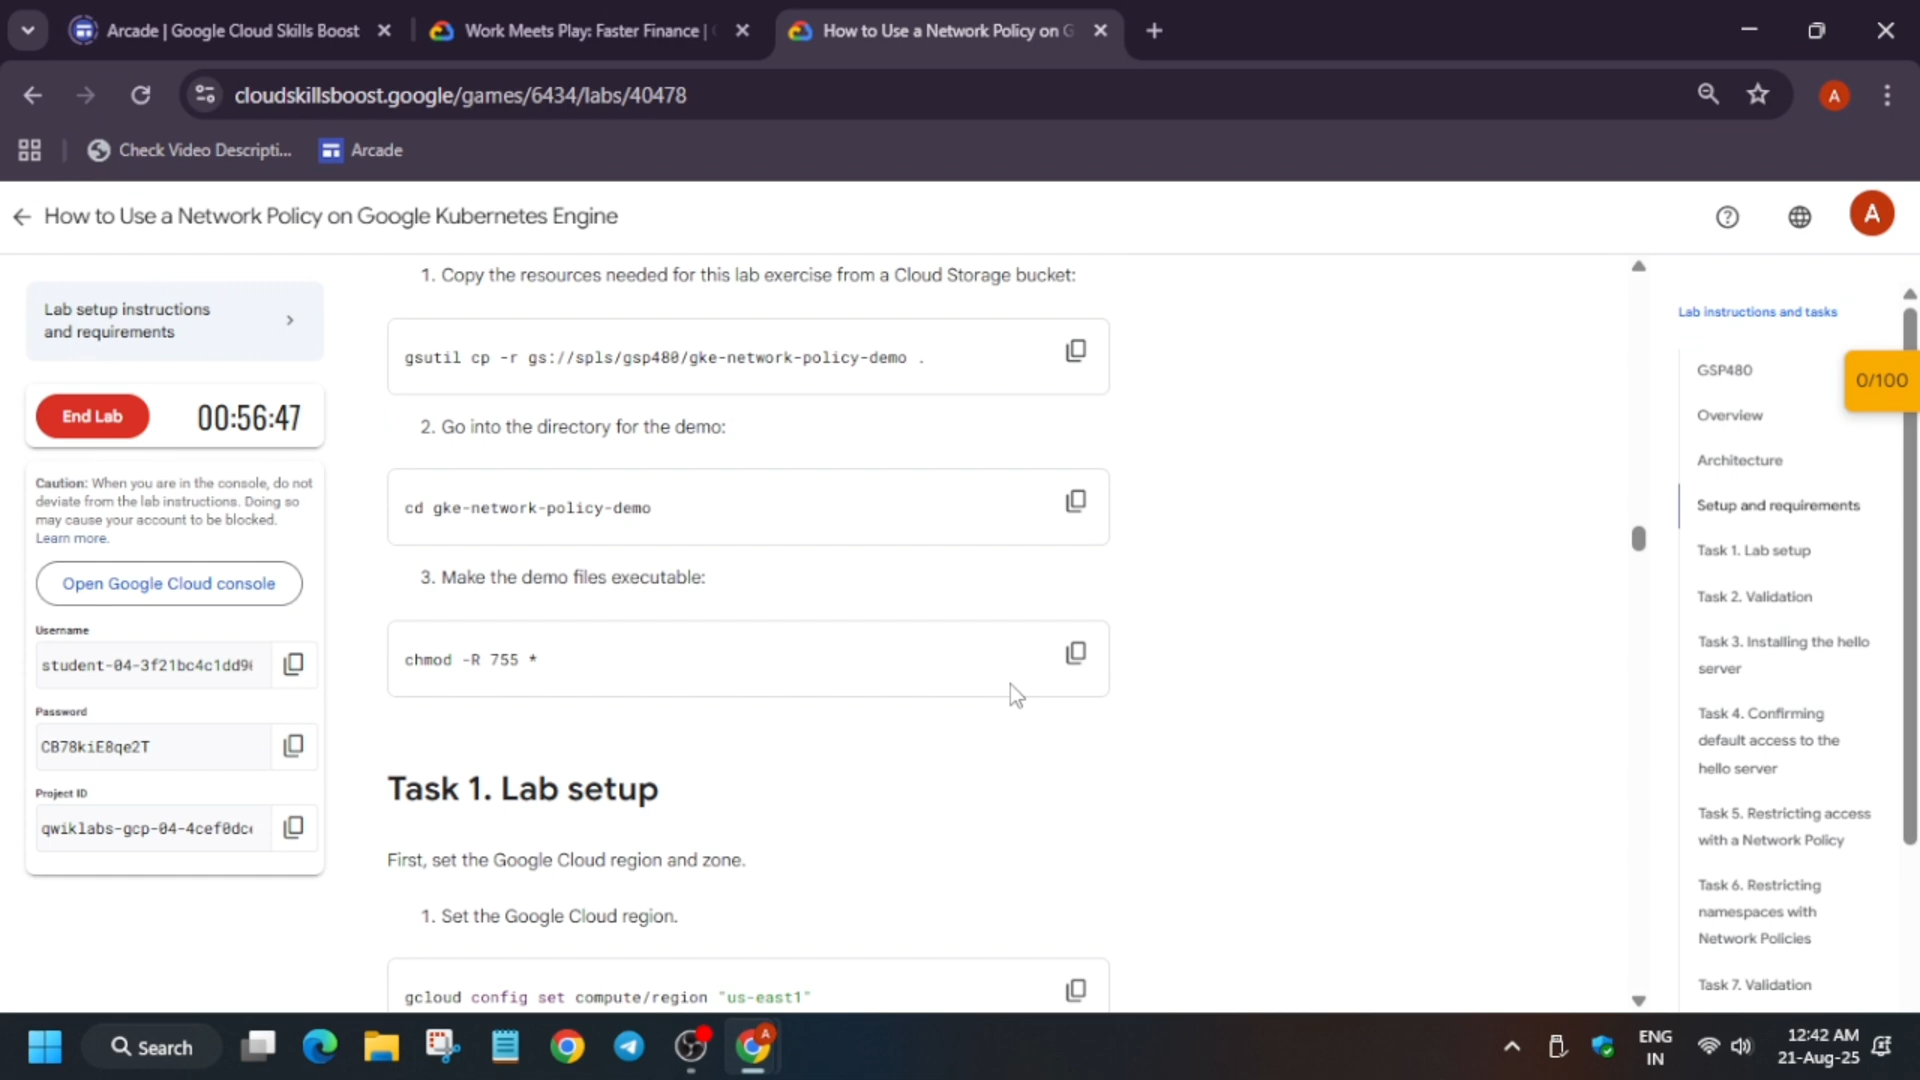 Arcade | Google Cloud Skills Boost
Work Meets Play: Faster Finance |
How to Use a Network Policy on G
cloudskillsboost.google/games/6434/labs/40478
A
Check Video Descripti...
Arcade
How to Use a Network Policy on Google Kubernetes Engine
A
Lab setup instructions
and requirements
End Lab
00:56:47
Caution: When you are in the console, do not
deviate from the lab instructions. Doing so
may cause your account to be blocked.
Learn more.
Open Google Cloud console
Username
student-04-3f21bc4c1dd9
Password
CB78kiE8qe2T
Project ID
qwiklabs-gcp-04-4cef0dc
1. Copy the resources needed for this lab exercise from a Cloud Storage bucket:
gsutil cp -r gs://spls/gsp480/gke-network-policy-demo .
2. Go into the directory for the demo:
cd gke-network-policy-demo
3. Make the demo files executable:
chmod -R 755 *
Task 1. Lab setup
First, set the Google Cloud region and zone.
1. Set the Google Cloud region.
gcloud config set compute/region "us-east1"
Lab instructions and tasks
GSP480
0/100
Overview
Architecture
Setup and requirements
Task 1. Lab setup
Task 2. Validation
Task 3. Installing the hello
server
Task 4. Confirming
default access to the
hello server
Task 5. Restricting access
with a Network Policy
Task 6. Restricting
namespaces with
Network Policies
Task 7. Validation
Search
A
ENG
IN
12:42 AM
21-Aug-25